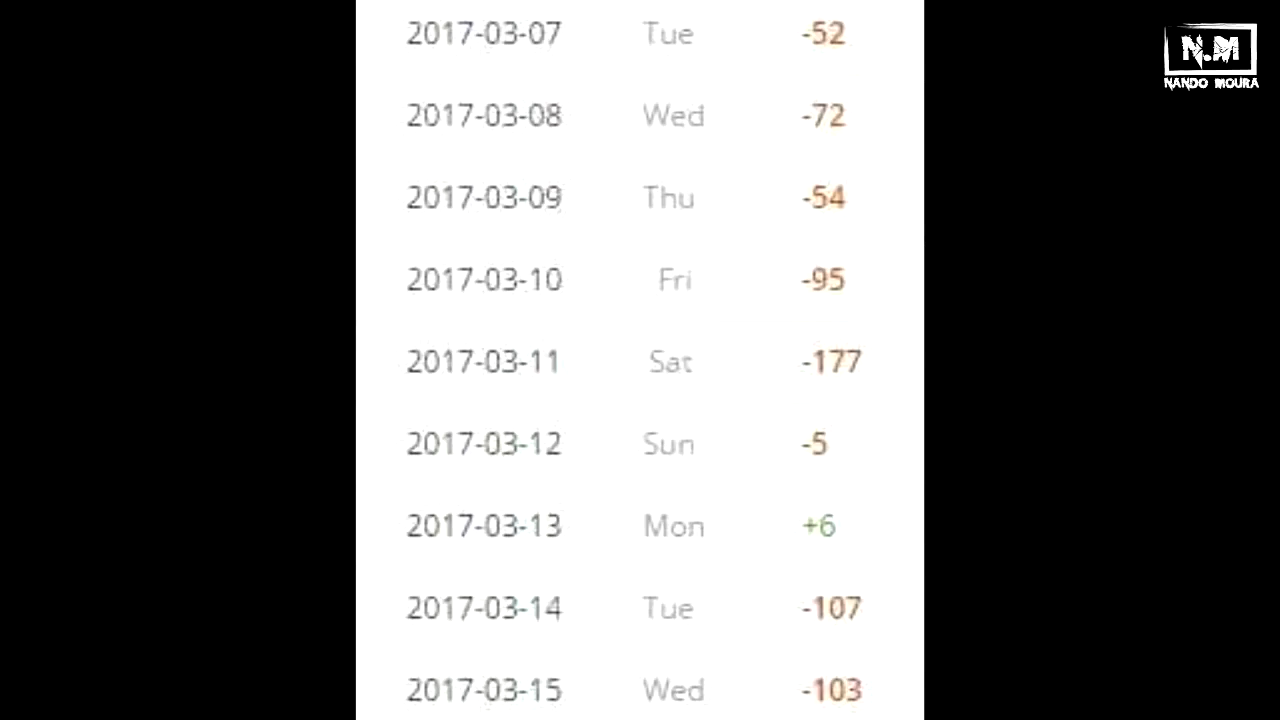 2017-03-07 Tue -52
N.M
NANDO MOURA
2017-03-08 Wed -72
2017-03-09 Thu -54
2017-03-10 Fri -95
2017-03-11 Sat -177
2017-03-12 Sun -5
2017-03-13 Mon +6
2017-03-14 Tue -107
2017-03-15 Wed -103